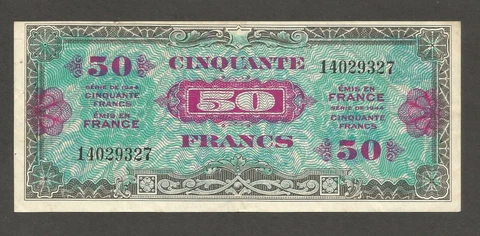 50
SÉRIE DE 1944
CINQUANTE
FRANCS
ÉMIS EN
FRANCE
14029327
CINQUANTE
50
FRANCS
14029327
ÉMIS EN
FRANCE
SÉRIE DE 1944
CINQUANTE
FRANCS
50